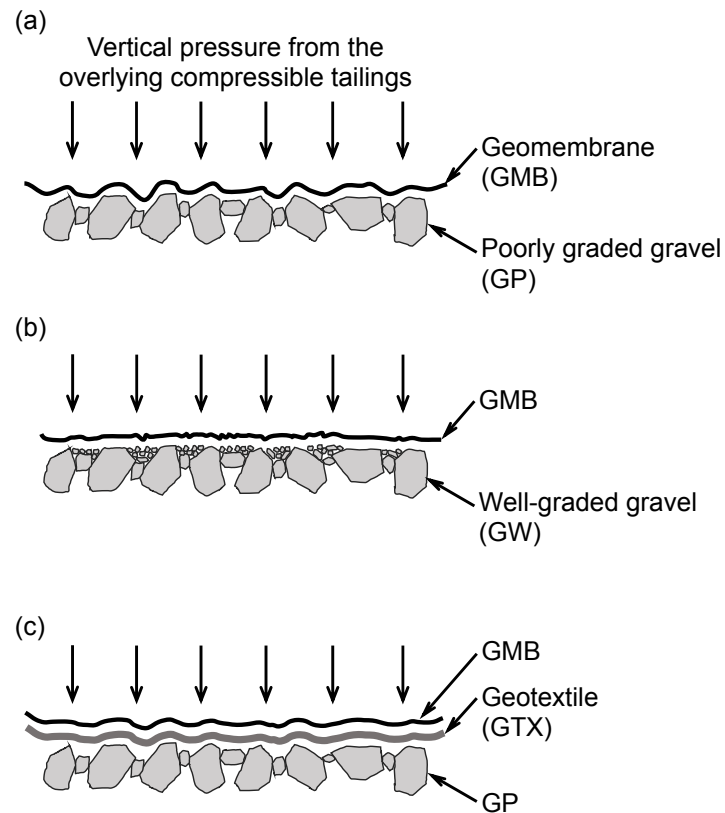 (a)
Vertical pressure from the
overlying compressible tailings
Geomembrane
(GMB)
Poorly graded gravel
(GP)
(b)
GMB
Well-graded gravel
(GW)
(c)
GMB
Geotextile
(GTX)
GP